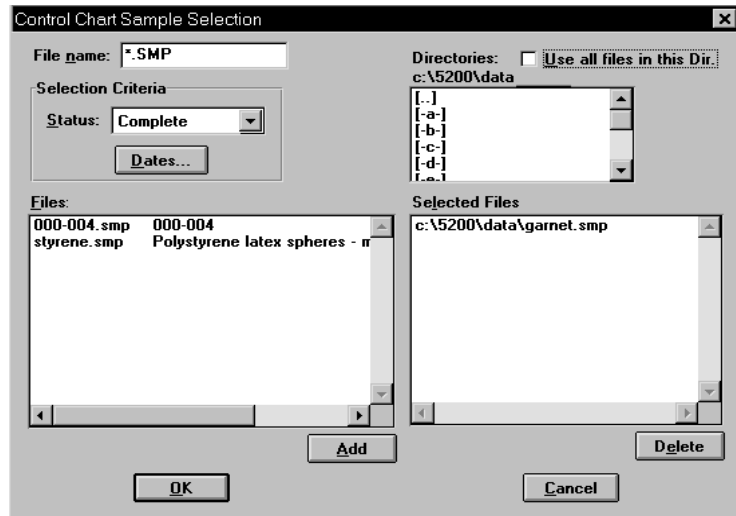 Control Chart Sample Selection
File name: *.SMP
Directories: Use all files in this Dir.
c:\5200\data
Selection Criteria
Status: Complete
Dates...
[..]
[-a-]
[-b-]
[-c-]
[-d-]
[-e-]
Files:
000-004.smp 000-004
styrene.smp Polystyrene latex spheres - m
Selected Files
c:\5200\data\garnet.smp
Add
Delete
OK
Cancel